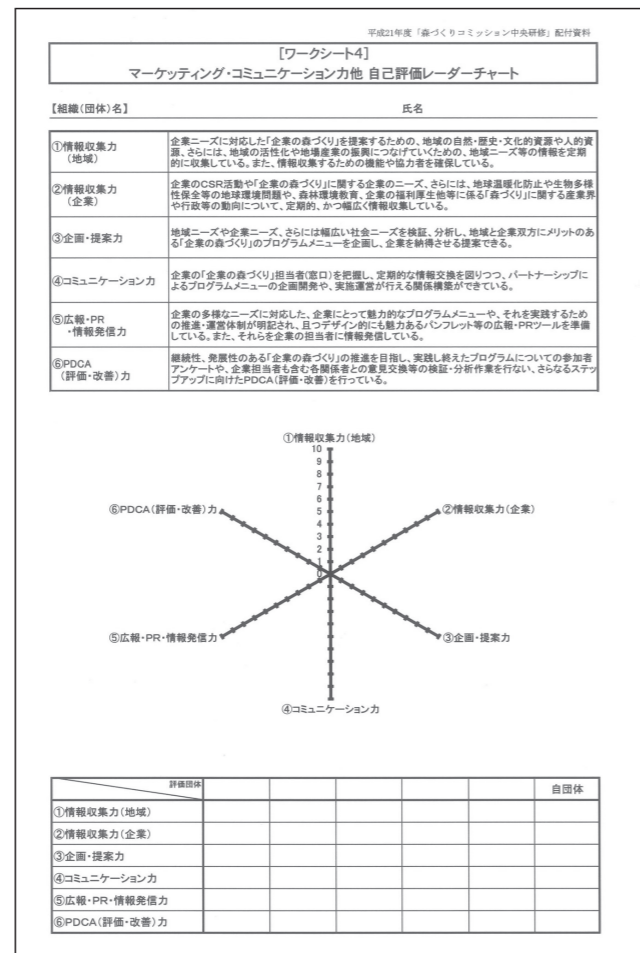 平成21年度「森づくりコミッション中央研修」配付資料
[ワークシート4]
マーケッティング・コミュニケーション力他 自己評価レーダーチャート
【組織(団体)名】 氏名
①情報収集力
(地域)
企業ニーズに対応した「企業の森づくり」を提案するための、地域の自然・歴史・文化的資源や人的資
源、さらには、地域の活性化や地場産業の振興につなげていくための、地域ニーズ等の情報を定期
的に収集している。また、情報収集するための機能や協力者を確保している。
②情報収集力
(企業)
企業のCSR活動や「企業の森づくり」に関する企業のニーズ、さらには、地球温暖化防止や生物多様
性保全等の地球環境問題や、森林環境教育、企業の福利厚生他等に係る「森づくり」に関する産業界
や行政等の動向について、定期的、かつ幅広く情報収集している。
③企画・提案力
地域ニーズや企業ニーズ、さらには幅広い社会ニーズを検証、分析し、地域と企業双方にメリットのあ
る「企業の森づくり」のプログラムメニューを企画し、企業を納得させる提案できる。
④コミュニケーション力
企業の「企業の森づくり」担当者(窓口)を把握し、定期的な情報交換を図りつつ、パートナーシップに
よるプログラムメニューの企画開発や、実施運営が行える関係構築ができている。
⑤広報・PR
・情報発信力
企業の多様なニーズに対応した、企業にとって魅力的なプログラムメニューや、それを実践するため
の推進・運営体制が明記され、且つデザイン的にも魅力あるパンフレット等の広報・PRツールを準備
している。また、それらを企業の担当者に情報発信している。
⑥PDCA
(評価・改善)力
継続性、発展性のある「企業の森づくり」の推進を目指し、実践し終えたプログラムについての参加者
アンケートや、企業担当者も含む各関係者との意見交換等の検証・分析作業を行ない、さらなるステッ
プアップに向けたPDCA(評価・改善)を行っている。
①情報収集力(地域)
10
9
8
7
6
⑥PDCA(評価・改善)力 5 ②情報収集力(企業)
4
3
2
1
0
⑤広報・PR・情報発信力 ③企画・提案力
④コミュニケーション力
評価団体 自団体
①情報収集力(地域)
②情報収集力(企業)
③企画・提案力
④コミュニケーション力
⑤広報・PR・情報発信力
⑥PDCA(評価・改善)力